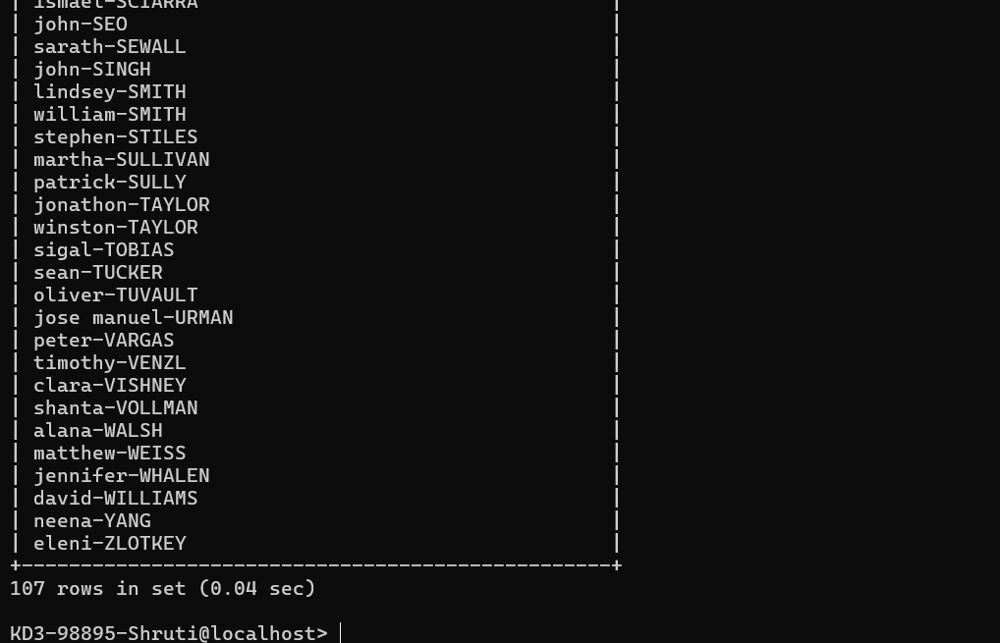 | ismael-SCIARRA |
| john-SEO |
| sarath-SEWALL |
| john-SINGH |
| lindsey-SMITH |
| william-SMITH |
| stephen-STILES |
| martha-SULLIVAN |
| patrick-SULLY |
| jonathon-TAYLOR |
| winston-TAYLOR |
| sigal-TOBIAS |
| sean-TUCKER |
| oliver-TUVAULT |
| jose manuel-URMAN |
| peter-VARGAS |
| timothy-VENZL |
| clara-VISHNEY |
| shanta-VOLLMAN |
| alana-WALSH |
| matthew-WEISS |
| jennifer-WHALEN |
| david-WILLIAMS |
| neena-YANG |
| eleni-ZLOTKEY |
+--------------------------------------------------+
107 rows in set (0.04 sec)
KD3-98895-Shruti@localhost>